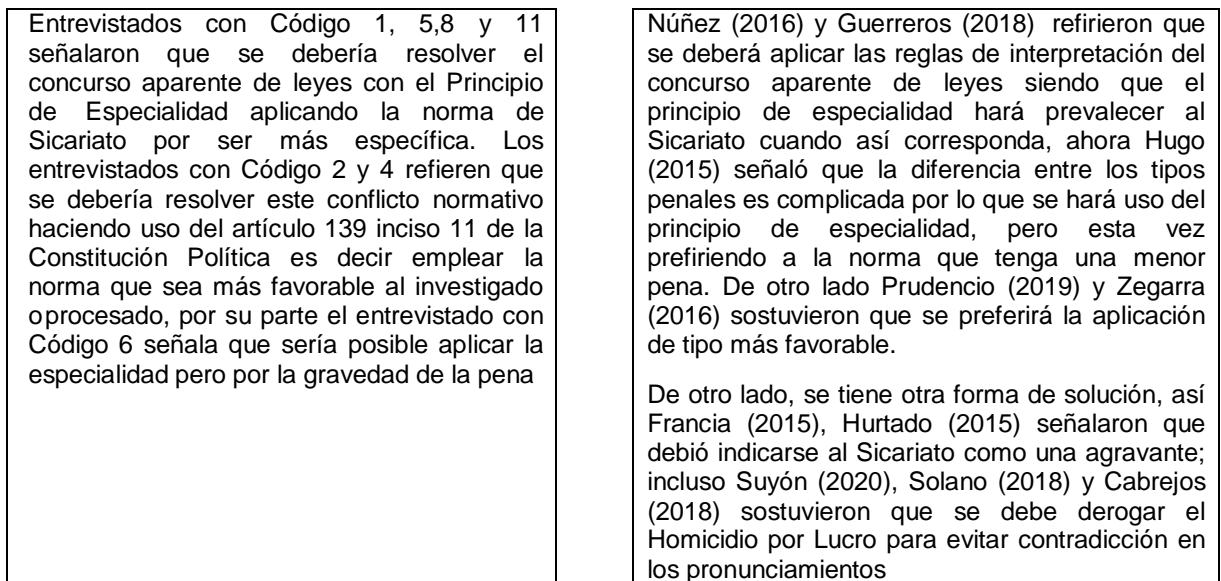 Entrevistados con Código 1, 5,8 y 11
señalaron que se debería resolver el
concurso aparente de leyes con el Principio
de Especialidad aplicando la norma de
Sicariato por ser más específica. Los
entrevistados con Código 2 y 4 refieren que
se debería resolver este conflicto normativo
haciendo uso del artículo 139 inciso 11 de la
Constitución Política es decir emplear la
norma que sea más favorable al investigado
oprocesado, por su parte el entrevistado con
Código 6 señala que sería posible aplicar la
especialidad pero por la gravedad de la pena
Núñez (2016) y Guerreros (2018) refirieron que
se deberá aplicar las reglas de interpretación del
concurso aparente de leyes siendo que el
principio de especialidad hará prevalecer al
Sicariato cuando así corresponda, ahora Hugo
(2015) señaló que la diferencia entre los tipos
penales es complicada por lo que se hará uso del
principio de especialidad, pero esta vez
prefiriendo a la norma que tenga una menor
pena. De otro lado Prudencio (2019) y Zegarra
(2016) sostuvieron que se preferirá la aplicación
de tipo más favorable.
De otro lado, se tiene otra forma de solución, así
Francia (2015), Hurtado (2015) señalaron que
debió indicarse al Sicariato como una agravante;
incluso Suyón (2020), Solano (2018) y Cabrejos
(2018) sostuvieron que se debe derogar el
Homicidio por Lucro para evitar contradicción en
los pronunciamientos